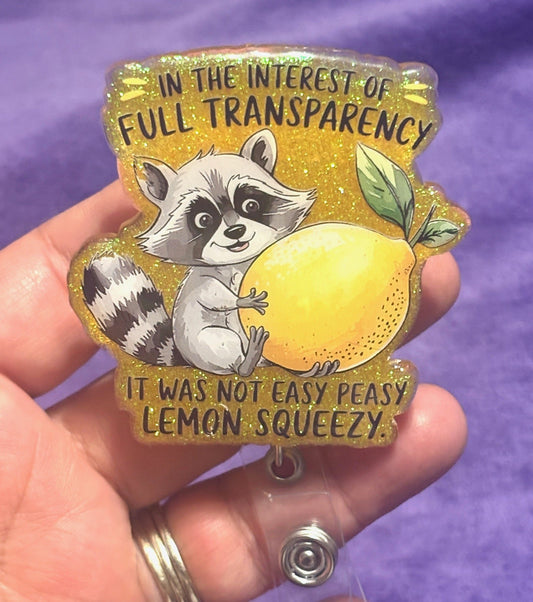 IN THE INTEREST OF
FULL TRANSPARENCY
IT WAS NOT EASY PEASY
LEMON SQUEEZY.